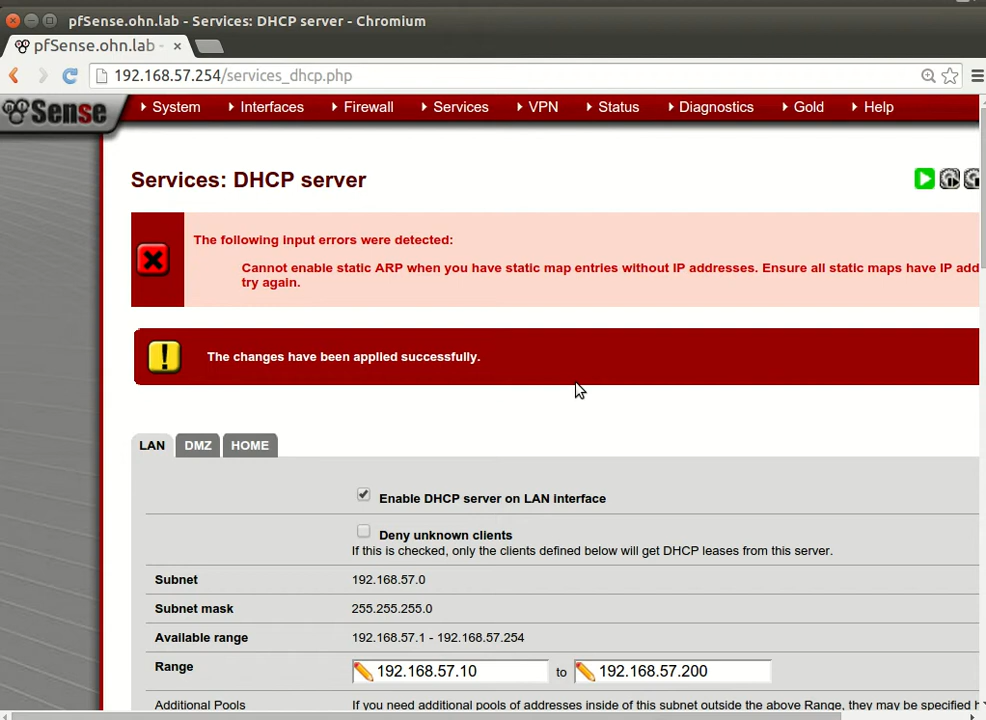 pfSense.ohn.lab - Services: DHCP server - Chromium
pfSense.ohn.lab -
192.168.57.254/services_dhcp.php
Sense System Interfaces Firewall Services VPN Status Diagnostics Gold Help
Services: DHCP server
The following input errors were detected:
Cannot enable static ARP when you have static map entries without IP addresses. Ensure all static maps have IP add
try again.
The changes have been applied successfully.
LAN DMZ HOME
Enable DHCP server on LAN interface
Deny unknown clients
If this is checked, only the clients defined below will get DHCP leases from this server.
Subnet 192.168.57.0
Subnet mask 255.255.255.0
Available range 192.168.57.1 - 192.168.57.254
Range 192.168.57.10 to 192.168.57.200
Additional Pools If you need additional pools of addresses inside of this subnet outside the above Range, they may be specified h